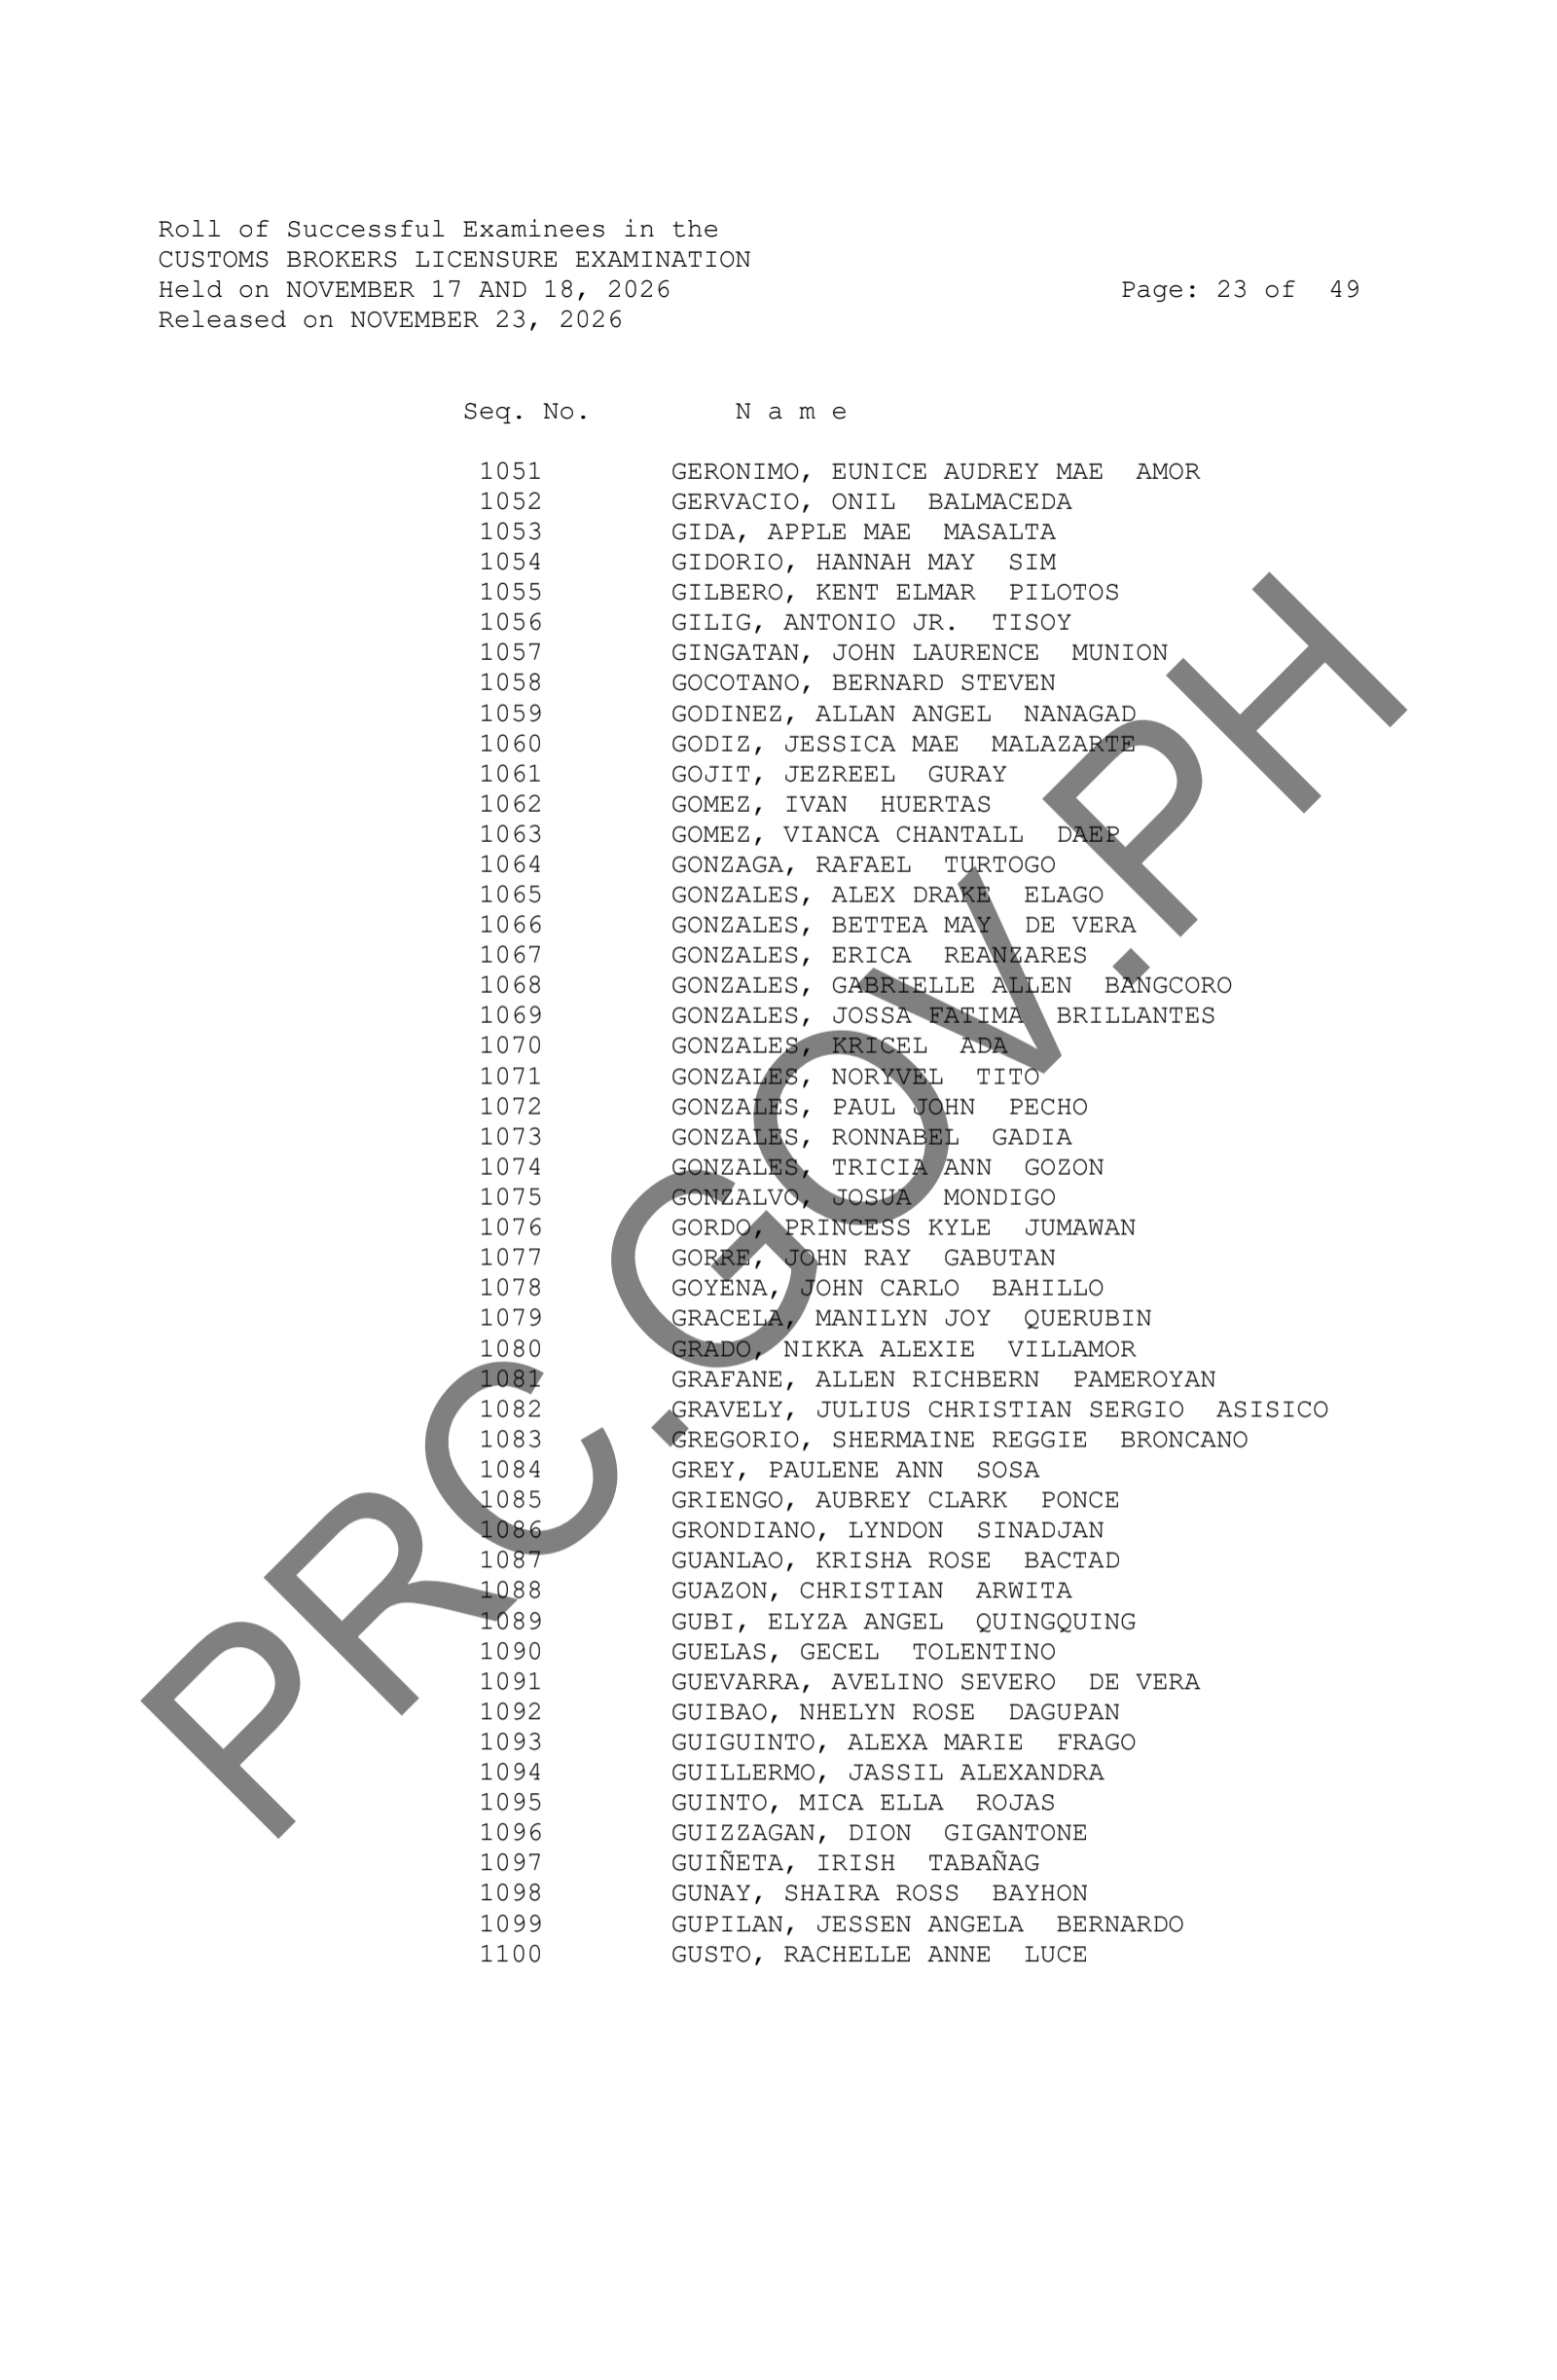 Roll of Successful Examinees in the
CUSTOMS BROKERS LICENSURE EXAMINATION
Held on NOVEMBER 17 AND 18, 2026 Page: 23 of 49
Released on NOVEMBER 23, 2026
Seq. No. N a m e
1051 GERONIMO, EUNICE AUDREY MAE AMOR
1052 GERVACIO, ONIL BALMACEDA
1053 GIDA, APPLE MAE MASALTA
1054 GIDORIO, HANNAH MAY SIM
1055 GILBERO, KENT ELMAR PILOTOS
1056 GILIG, ANTONIO JR. TISOY
1057 GINGATAN, JOHN LAURENCE MUNION
1058 GOCOTANO, BERNARD STEVEN
1059 GODINEZ, ALLAN ANGEL NANAGAD
1060 GODIZ, JESSICA MAE MALAZARTE
1061 GOJIT, JEZREEL GURAY
1062 GOMEZ, IVAN HUERTAS
1063 GOMEZ, VIANCA CHANTALL DAEP
1064 GONZAGA, RAFAEL TURTOGO
1065 GONZALES, ALEX DRAKE ELAGO
1066 GONZALES, BETTEA MAY DE VERA
1067 GONZALES, ERICA REANZARES
1068 GONZALES, GABRIELLE ALLEN BANGCORO
1069 GONZALES, JOSSA FATIMA BRILLANTES
1070 GONZALES, KRICEL ADA
1071 GONZALES, NORYVEL TITO
1072 GONZALES, PAUL JOHN PECHO
1073 GONZALES, RONNABEL GADIA
1074 GONZALES, TRICIA ANN GOZON
1075 GONZALVO, JOSUA MONDIGO
1076 GORDO, PRINCESS KYLE JUMAWAN
1077 GORRE, JOHN RAY GABUTAN
1078 GOYENA, JOHN CARLO BAHILLO
1079 GRACELA, MANILYN JOY QUERUBIN
1080 GRADO, NIKKA ALEXIE VILLAMOR
1081 GRAFANE, ALLEN RICHBERN PAMEROYAN
1082 GRAVELY, JULIUS CHRISTIAN SERGIO ASISICO
1083 GREGORIO, SHERMAINE REGGIE BRONCANO
1084 GREY, PAULENE ANN SOSA
1085 GRIENGO, AUBREY CLARK PONCE
1086 GRONDIANO, LYNDON SINADJAN
1087 GUANLAO, KRISHA ROSE BACTAD
1088 GUAZON, CHRISTIAN ARWITA
1089 GUBI, ELYZA ANGEL QUINGQUING
1090 GUELAS, GECEL TOLENTINO
1091 GUEVARRA, AVELINO SEVERO DE VERA
1092 GUIBAO, NHELYN ROSE DAGUPAN
1093 GUIGUINTO, ALEXA MARIE FRAGO
1094 GUILLERMO, JASSIL ALEXANDRA
1095 GUINTO, MICA ELLA ROJAS
1096 GUIZZAGAN, DION GIGANTONE
1097 GUIÑETA, IRISH TABAÑAG
1098 GUNAY, SHAIRA ROSS BAYHON
1099 GUPILAN, JESSEN ANGELA BERNARDO
1100 GUSTO, RACHELLE ANNE LUCE
PRC.GOV.PH